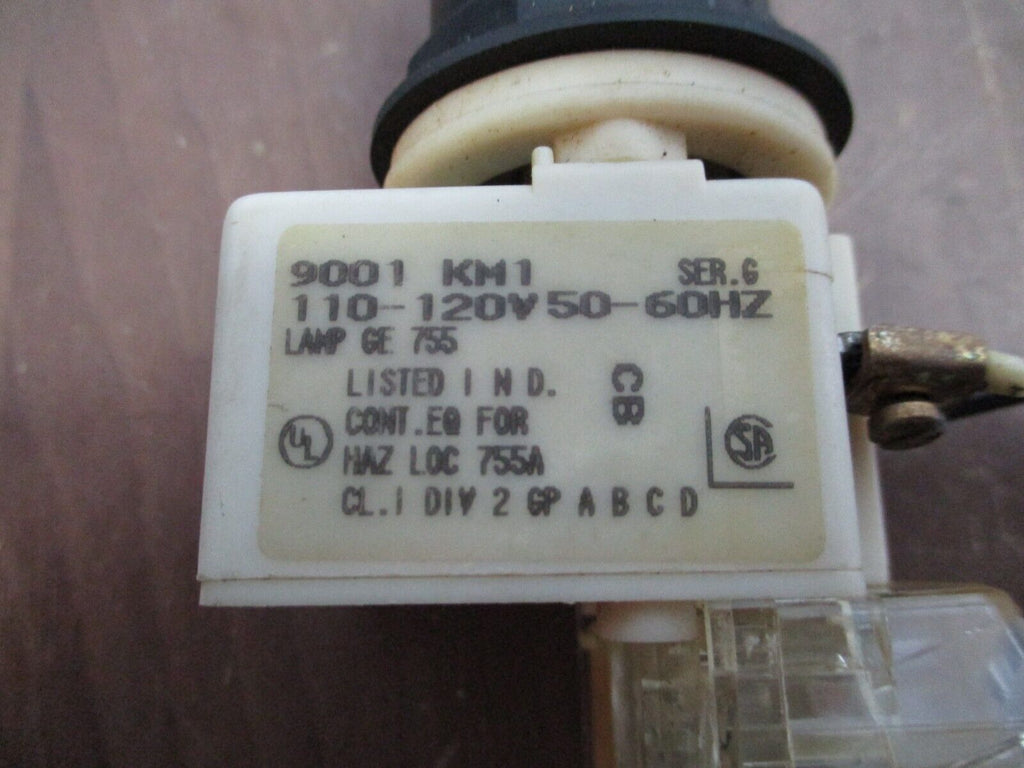 9001 KM1 SER.G
110-120V 50-60HZ
LAMP GE 755
LISTED I N D.
CONT.EQ FOR
HAZ LOC 755A
CL.I DIV 2 GP A B C D
CB
UL
SA